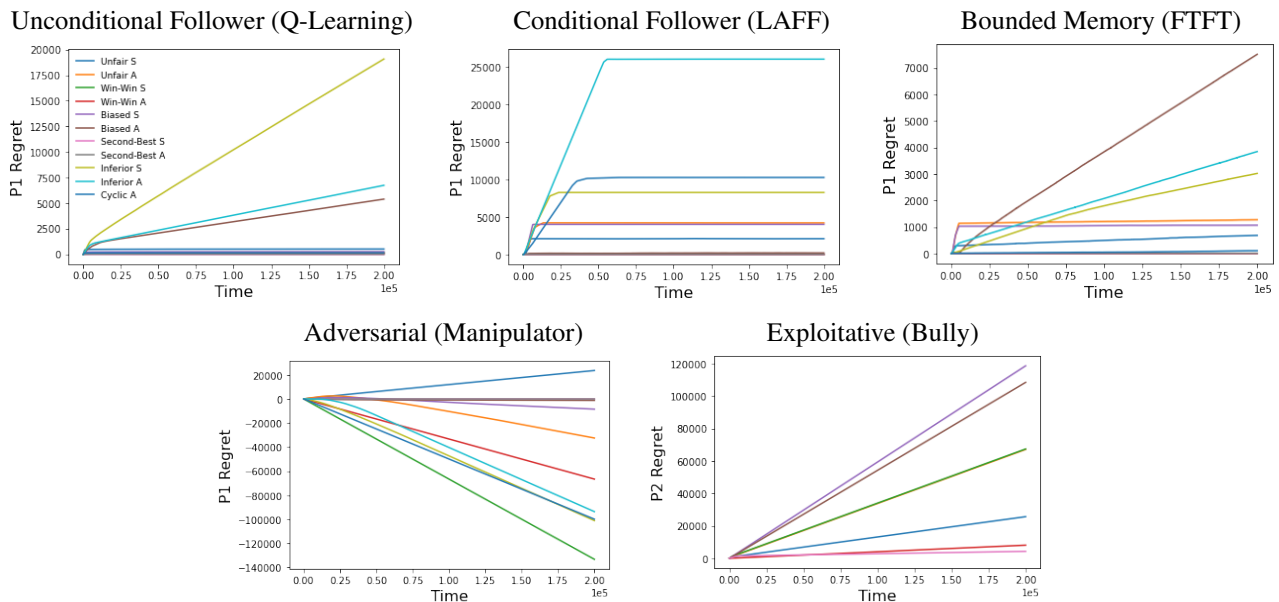 Unconditional Follower (Q-Learning)
Conditional Follower (LAFF)
Bounded Memory (FTFT)
20000
17500
15000
12500
10000
7500
5000
2500
0
P1 Regret
Unfair S
Unfair A
Win-Win S
Win-Win A
Biased S
Biased A
Second-Best S
Second-Best A
Inferior S
Inferior A
Cyclic A
0.00 0.25 0.50 0.75 1.00 1.25 1.50 1.75 2.00
1e5
Time
25000
20000
15000
10000
5000
0
P1 Regret
0.00 0.25 0.50 0.75 1.00 1.25 1.50 1.75 2.00
1e5
Time
7000
6000
5000
4000
3000
2000
1000
0
P1 Regret
0.00 0.25 0.50 0.75 1.00 1.25 1.50 1.75 2.00
1e5
Time
Adversarial (Manipulator)
Exploitative (Bully)
20000
0
−20000
−40000
−60000
−80000
−100000
−120000
−140000
P1 Regret
0.00 0.25 0.50 0.75 1.00 1.25 1.50 1.75 2.00
1e5
Time
120000
100000
80000
60000
40000
20000
0
P2 Regret
0.00 0.25 0.50 0.75 1.00 1.25 1.50 1.75 2.00
1e5
Time